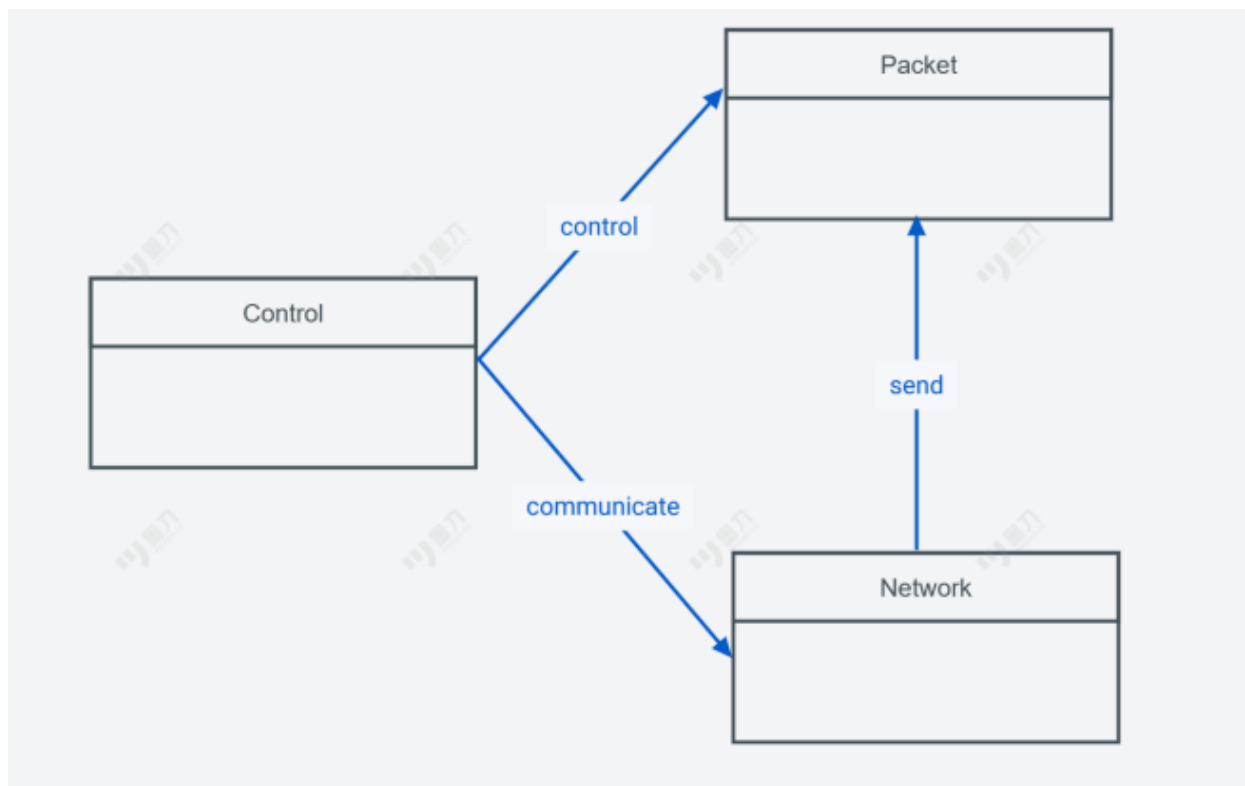 Packet
control
Control
send
communicate
Network